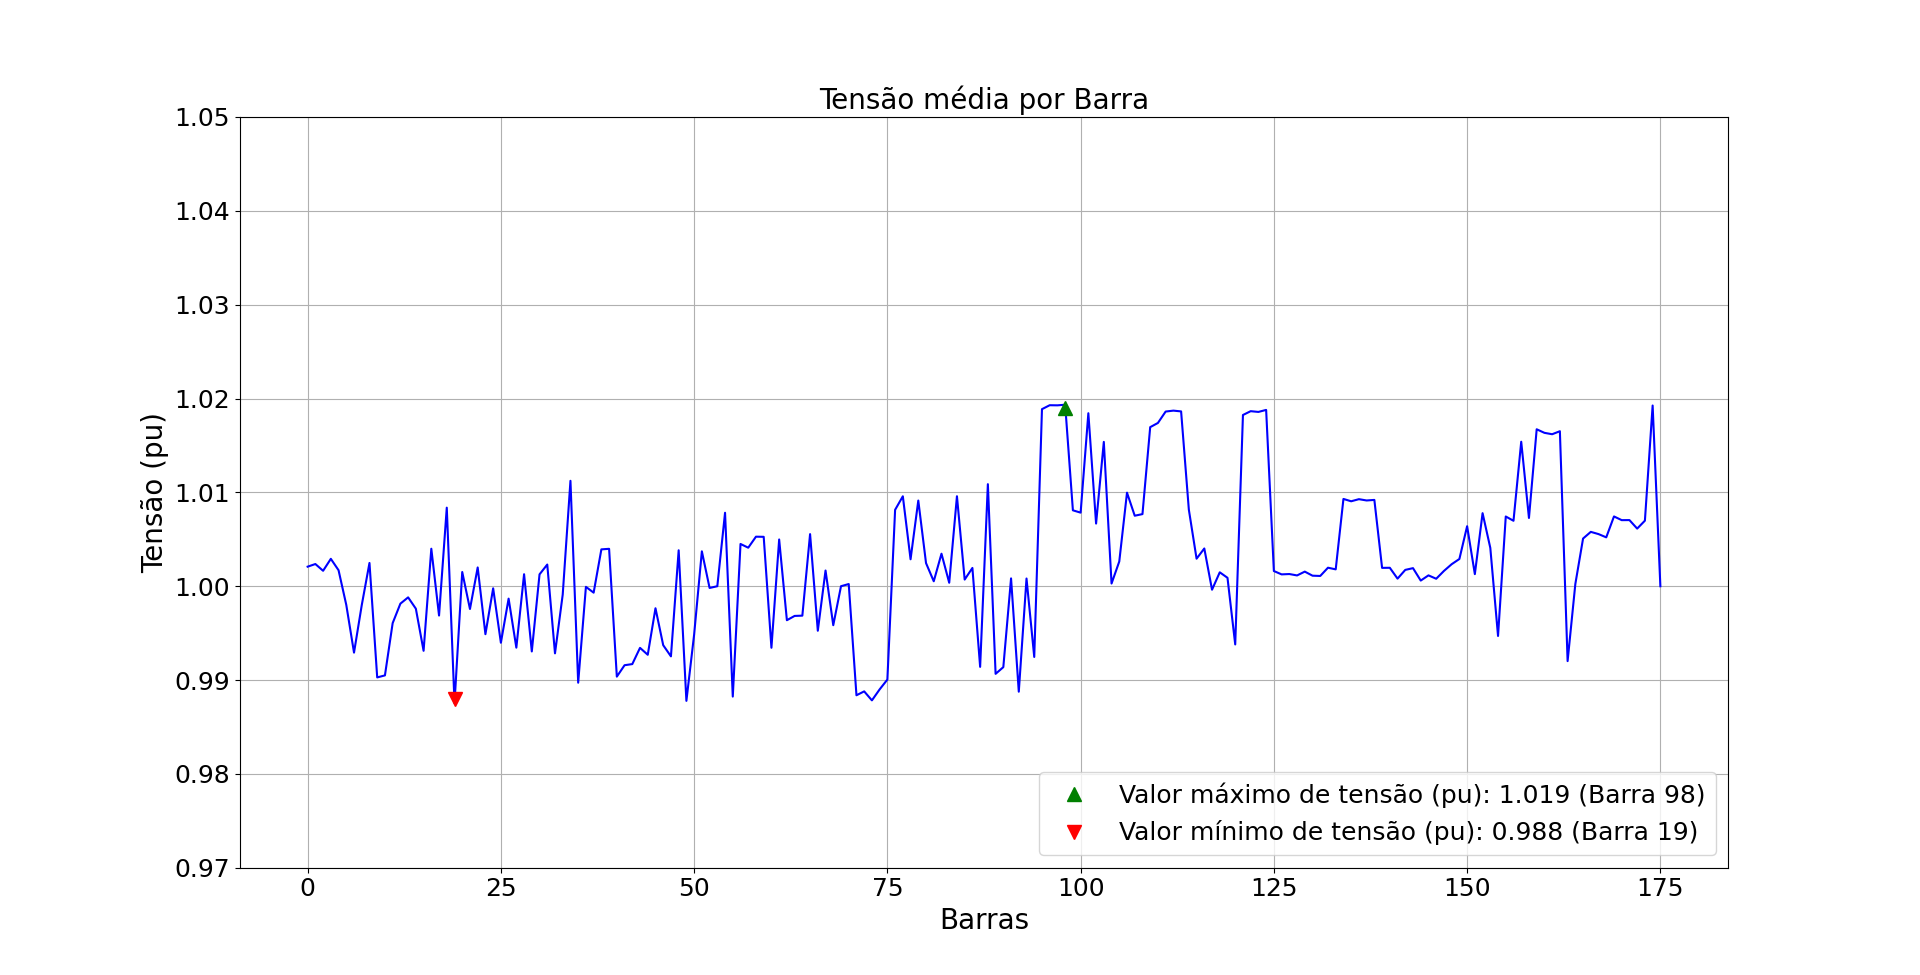 Tensão média por Barra
1.05
1.04
1.03
1.02
1.01
1.00
0.99
0.98
0.97
Tensão (pu)
Valor máximo de tensão (pu): 1.019 (Barra 98)
Valor mínimo de tensão (pu): 0.988 (Barra 19)
0 25 50 75 100 125 150 175
Barras